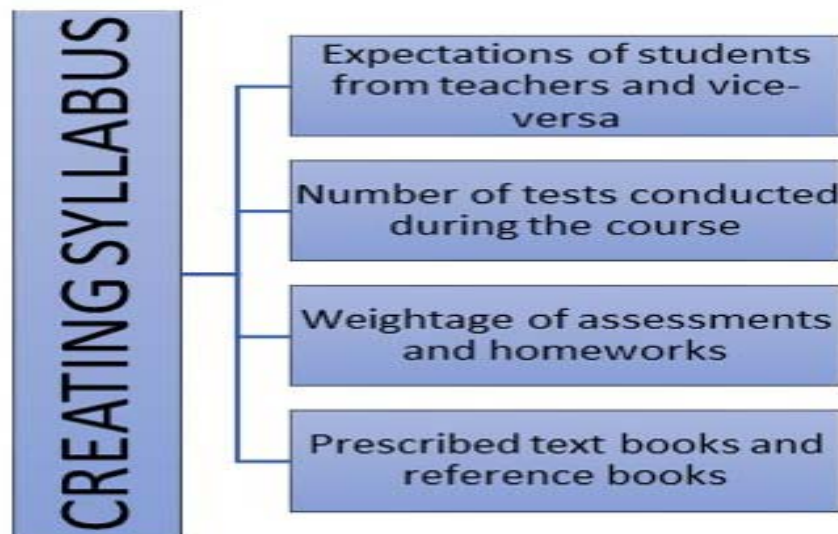 CREATING SYLLABUS
Expectations of students
from teachers and vice-
versa
Number of tests conducted
during the course
Weightage of assessments
and homeworks
Prescribed text books and
reference books